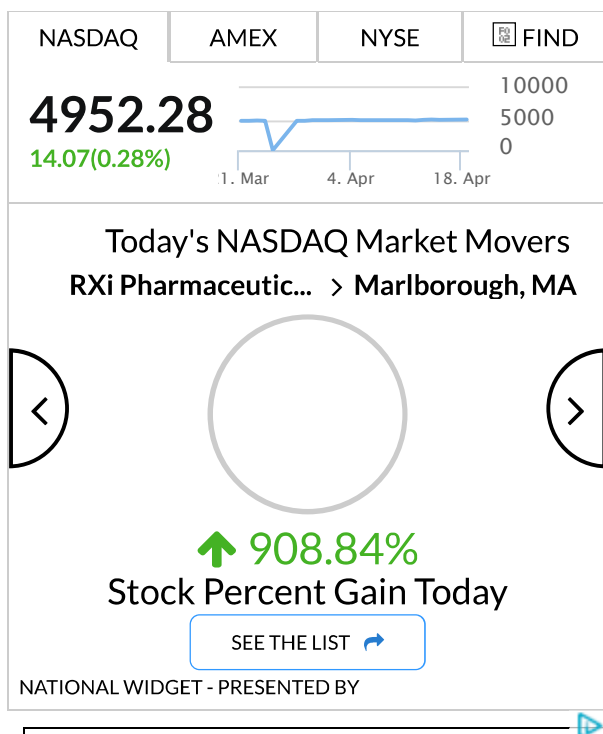 NASDAQ AMEX NYSE FIND
4952.28
14.07(0.28%)
10000
5000
0
1. Mar 4. Apr 18. Apr
Today's NASDAQ Market Movers
RXi Pharmaceutic... > Marlborough, MA
908.84%
Stock Percent Gain Today
SEE THE LIST
NATIONAL WIDGET - PRESENTED BY